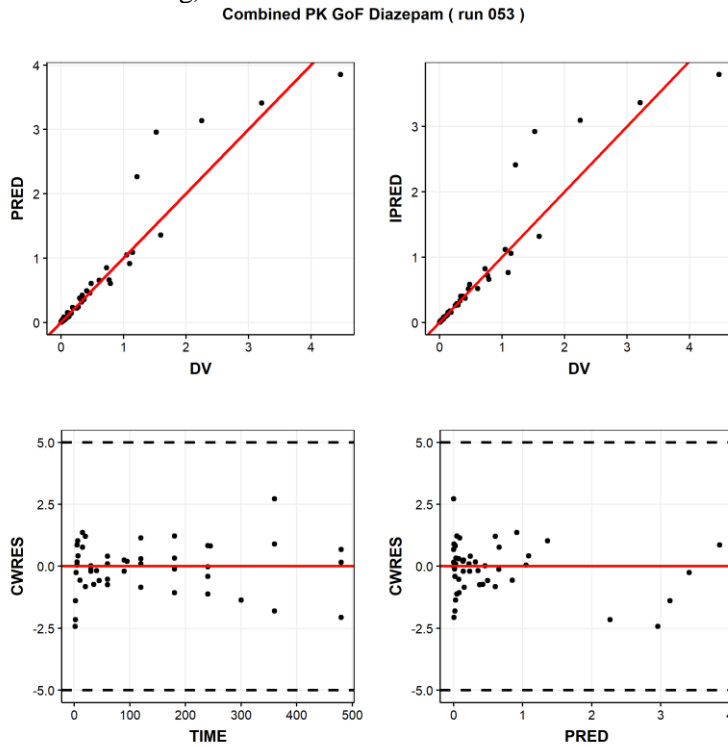 Combined PK GoF Diazepam ( run 053 )
4
3
2
1
0
PRED
0 1 2 3 4
DV
3
2
1
0
IPRED
0 1 2 3 4
DV
5.0
2.5
0.0
-2.5
-5.0
CWRES
0 100 200 300 400 500
TIME
5.0
2.5
0.0
-2.5
-5.0
CWRES
0 1 2 3
PRED